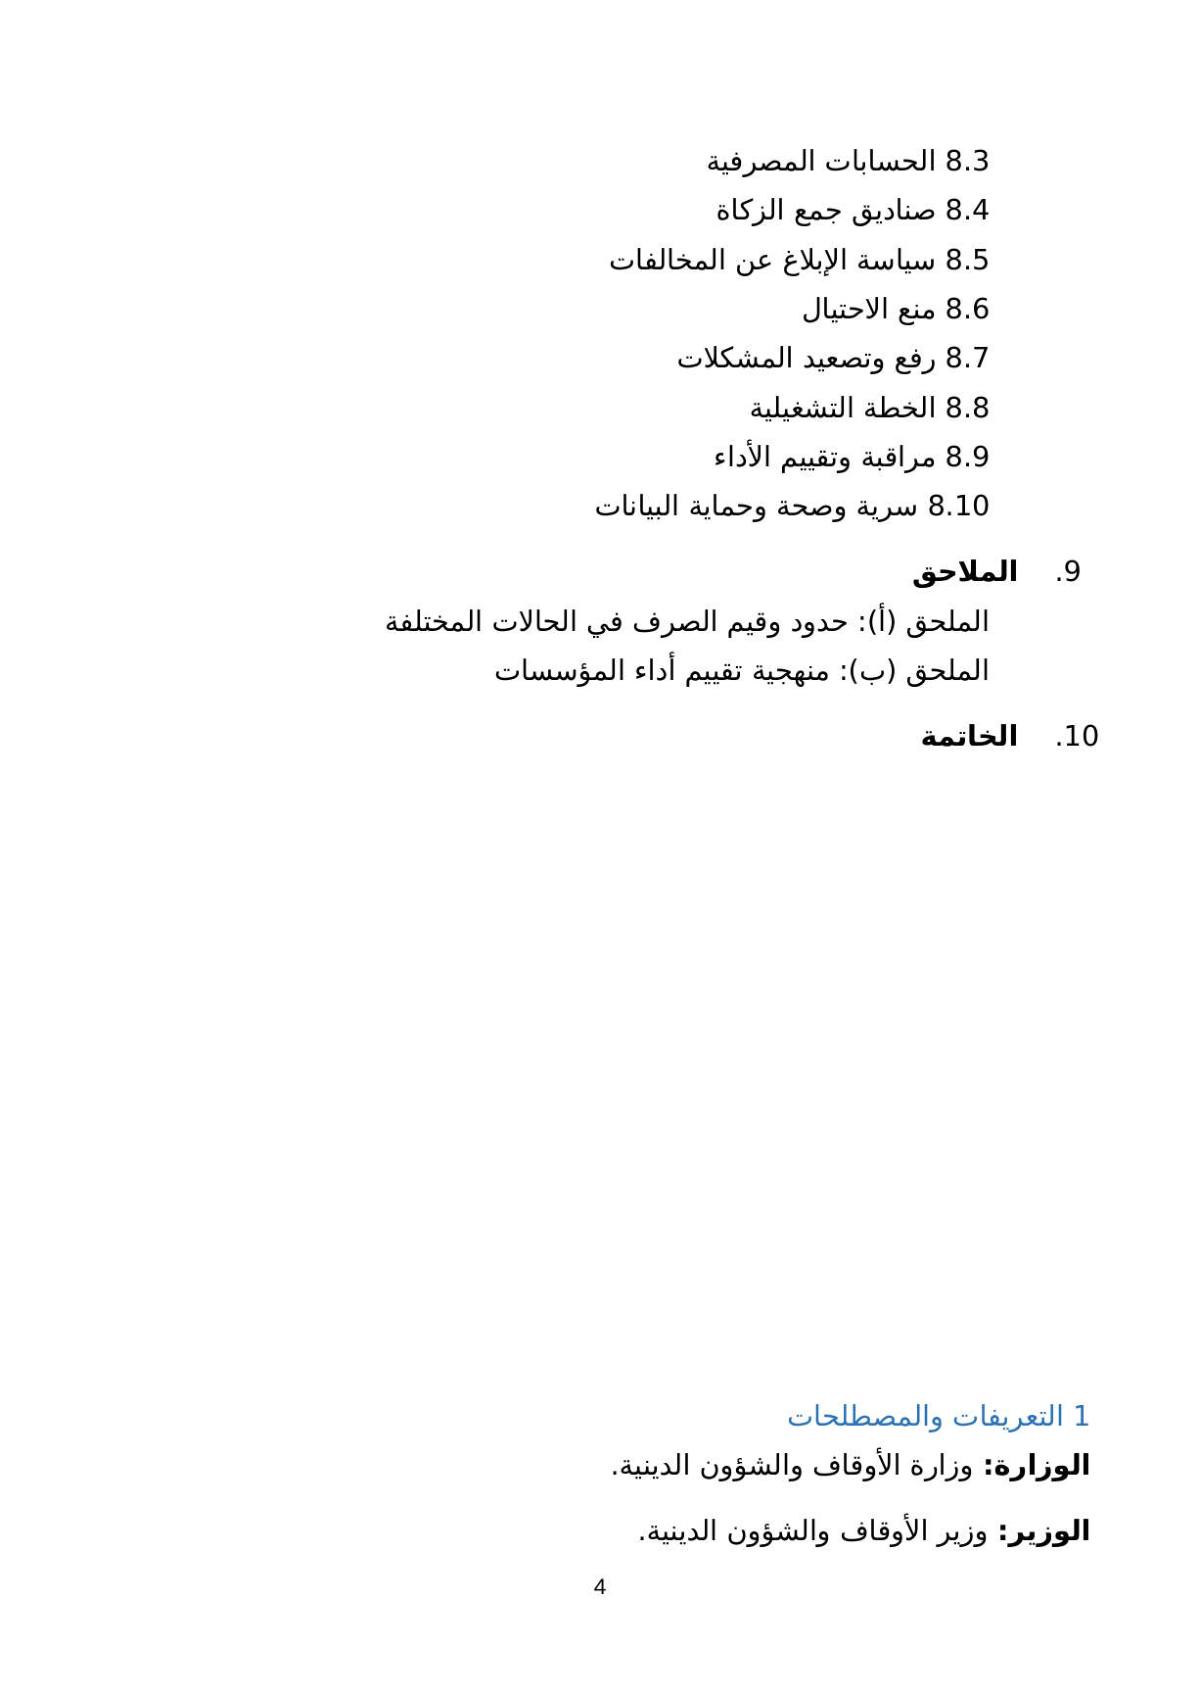 8.3 الحسابات المصرفية
8.4 صناديق جمع الزكاة
8.5 سياسة الإبلاغ عن المخالفات
8.6 منع الاحتيال
8.7 رفع وتصعيد المشكلات
8.8 الخطة التشغيلية
8.9 مراقبة وتقييم الأداء
8.10 سرية وصحة وحماية البيانات
9. الملاحق
الملحق (أ): حدود وقيم الصرف في الحالات المختلفة
الملحق (ب): منهجية تقييم أداء المؤسسات
10. الخاتمة
1 التعريفات والمصطلحات
الوزارة: وزارة الأوقاف والشؤون الدينية.
الوزير: وزير الأوقاف والشؤون الدينية.
4